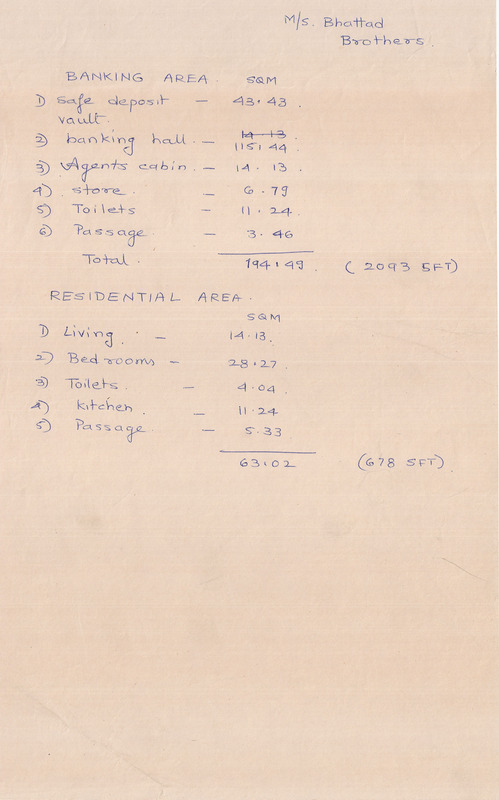 M/s. Bhattad
Brothers.
BANKING AREA. SQM
1) safe deposit — 43.43.
vault.
2) banking hall. — 14.13
115.44
3) Agents cabin. — 14.13.
4) store. — 6.79
5) Toilets — 11.24.
6) Passage — 3.46
Total. 194.49. (2093 SFT)
RESIDENTIAL AREA.
SQM
1) Living. — 14.13.
2) Bed rooms — 28.27
3) Toilets. — 4.04
4) kitchen. — 11.24
5) Passage. — 5.33
63.02 (678 SFT).